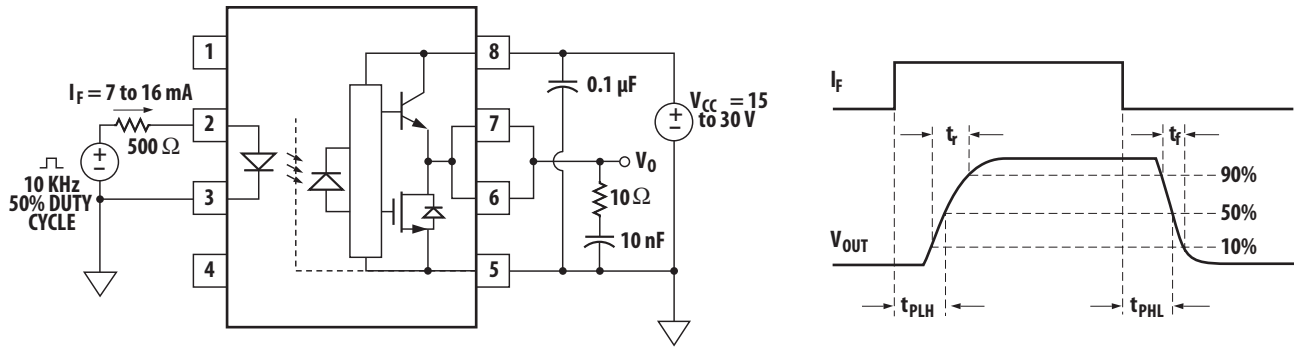 1
8
I_F = 7 to 16 mA
0.1 µF
V_CC = 15
to 30 V
+
−
2
7
500 Ω
V_O
+
−
10 KHz
50% DUTY
CYCLE
3
6
10 Ω
10 nF
4
5
I_F
t_r
t_f
90%
50%
10%
V_OUT
t_PLH
t_PHL